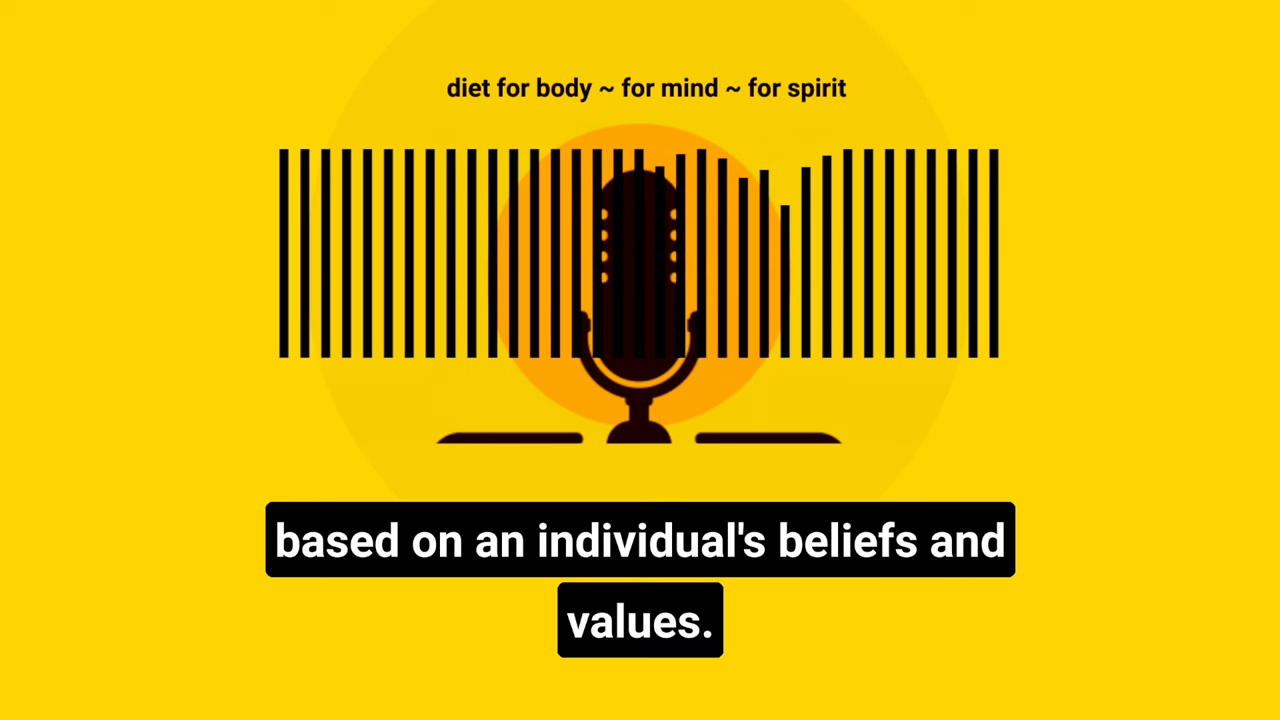 diet for body ~ for mind ~ for spirit
based on an individual's beliefs and
values.